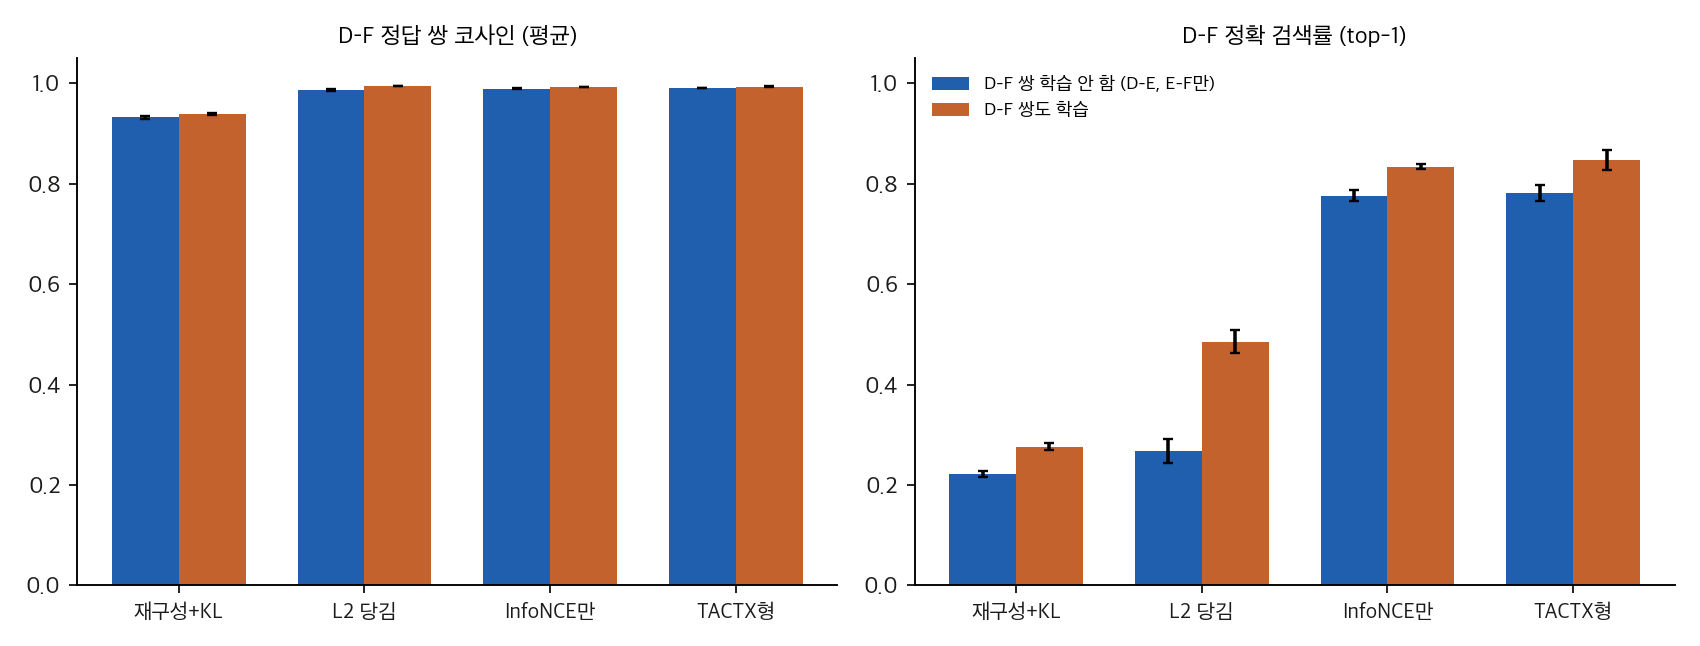 D-F 정답 쌍 코사인 (평균)
1.0
0.8
0.6
0.4
0.2
0.0
재구성+KL
L2 당김
InfoNCE만
TACTX형
D-F 정확 검색률 (top-1)
D-F 쌍 학습 안 함 (D-E, E-F만)
D-F 쌍도 학습
1.0
0.8
0.6
0.4
0.2
0.0
재구성+KL
L2 당김
InfoNCE만
TACTX형